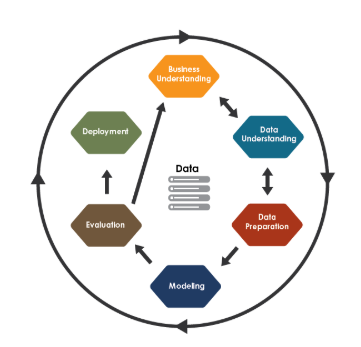 Business
Understanding
Data
Understanding
Data
Preparation
Modeling
Evaluation
Deployment
Data